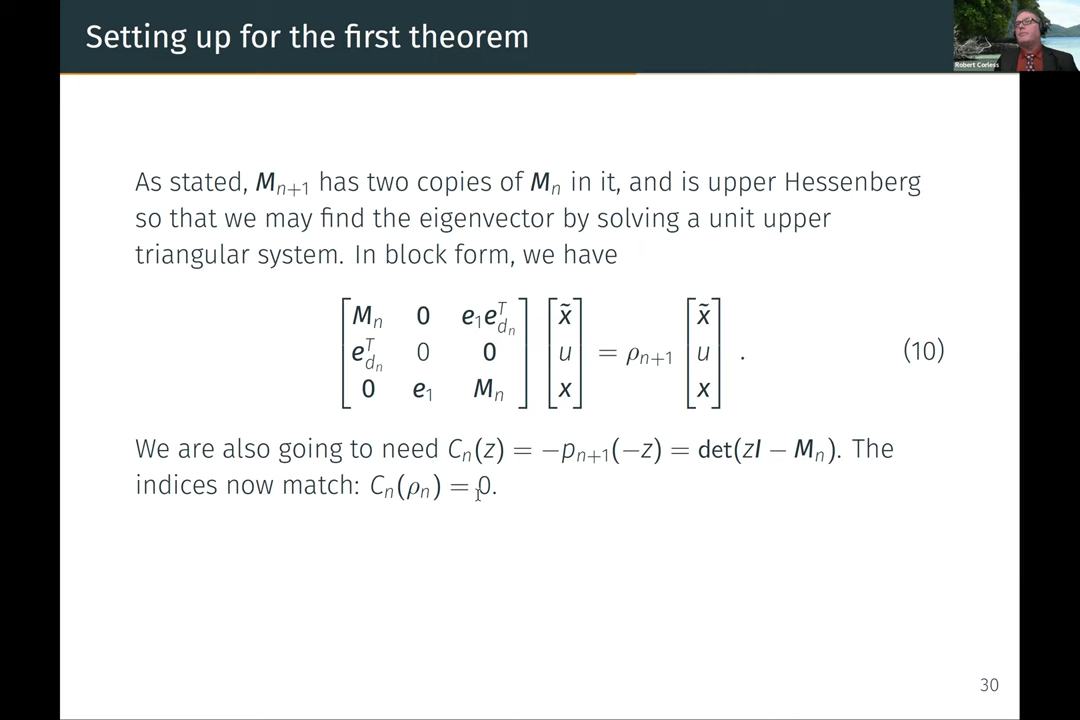 Setting up for the first theorem
Robert Corless
As stated, M_{n+1} has two copies of M_n in it, and is upper Hessenberg
so that we may find the eigenvector by solving a unit upper
triangular system. In block form, we have
[M_n 0 e_1e^T_{d_n}] [x̃] [x̃]
[e^T_{d_n} 0 0] [u] = ρ_{n+1} [u] . (10)
[0 e_1 M_n] [x] [x]
We are also going to need C_n(z) = −p_{n+1}(−z) = det(zI − M_n). The
indices now match: C_n(ρ_n) = 0.
30